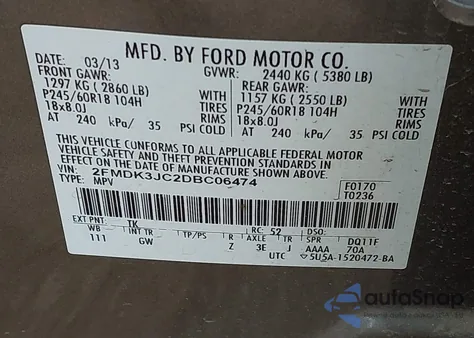 MFD. BY FORD MOTOR CO.
DATE: 03/13 GVWR: 2440 KG ( 5380 LB)
FRONT GAWR: REAR GAWR:
1297 KG ( 2860 LB) WITH 1157 KG ( 2550 LB) WITH
P245/60R18 104H TIRES P245/60R18 104H TIRES
18x8.0J RIMS 18x8.0J RIMS
AT 240 kPa/ 35 PSI COLD AT 240 kPa/ 35 PSI COLD
THIS VEHICLE CONFORMS TO ALL APPLICABLE FEDERAL MOTOR
VEHICLE SAFETY AND THEFT PREVENTION STANDARDS IN
EFFECT ON THE DATE OF MANUFACTURE SHOWN ABOVE.
VIN: 2FMDK3JC2DBC06474 F0170
TYPE: MPV T0236
EXT PNT: TK RC: 52 DSO:
WB INT TR TP/PS R AXLE TR SPR DQ11F
111 GW Z 3E J AAAA 70A
UTC 5U5A-1520472-BA
autoSnap